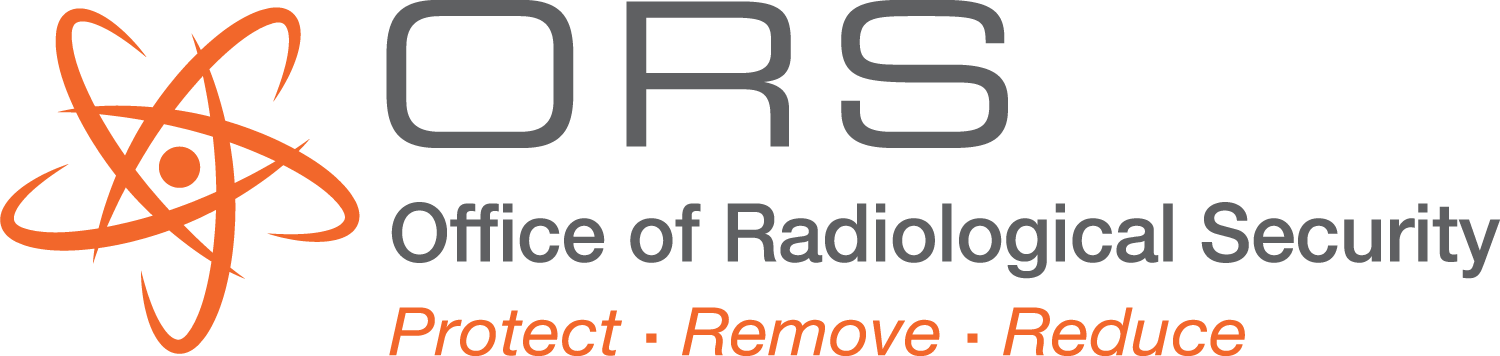 ORS
Office of Radiological Security
Protect · Remove · Reduce